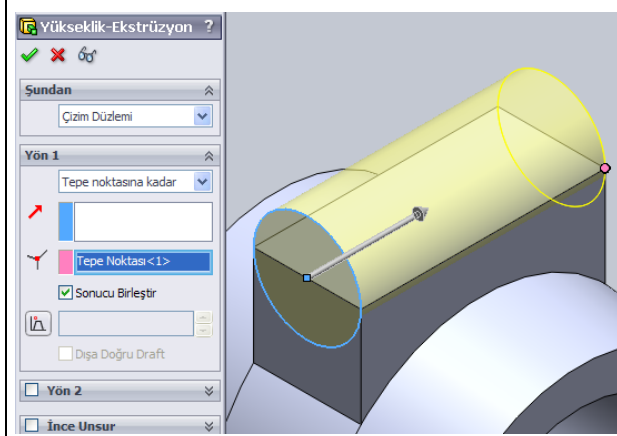 Yükseklik-Ekstrüzyon ?
Şundan
Çizim Düzlemi
Yön 1
Tepe noktasına kadar
Tepe Noktası<1>
Sonucu Birleştir
Dışa Doğru Draft
Yön 2
İnce Unsur